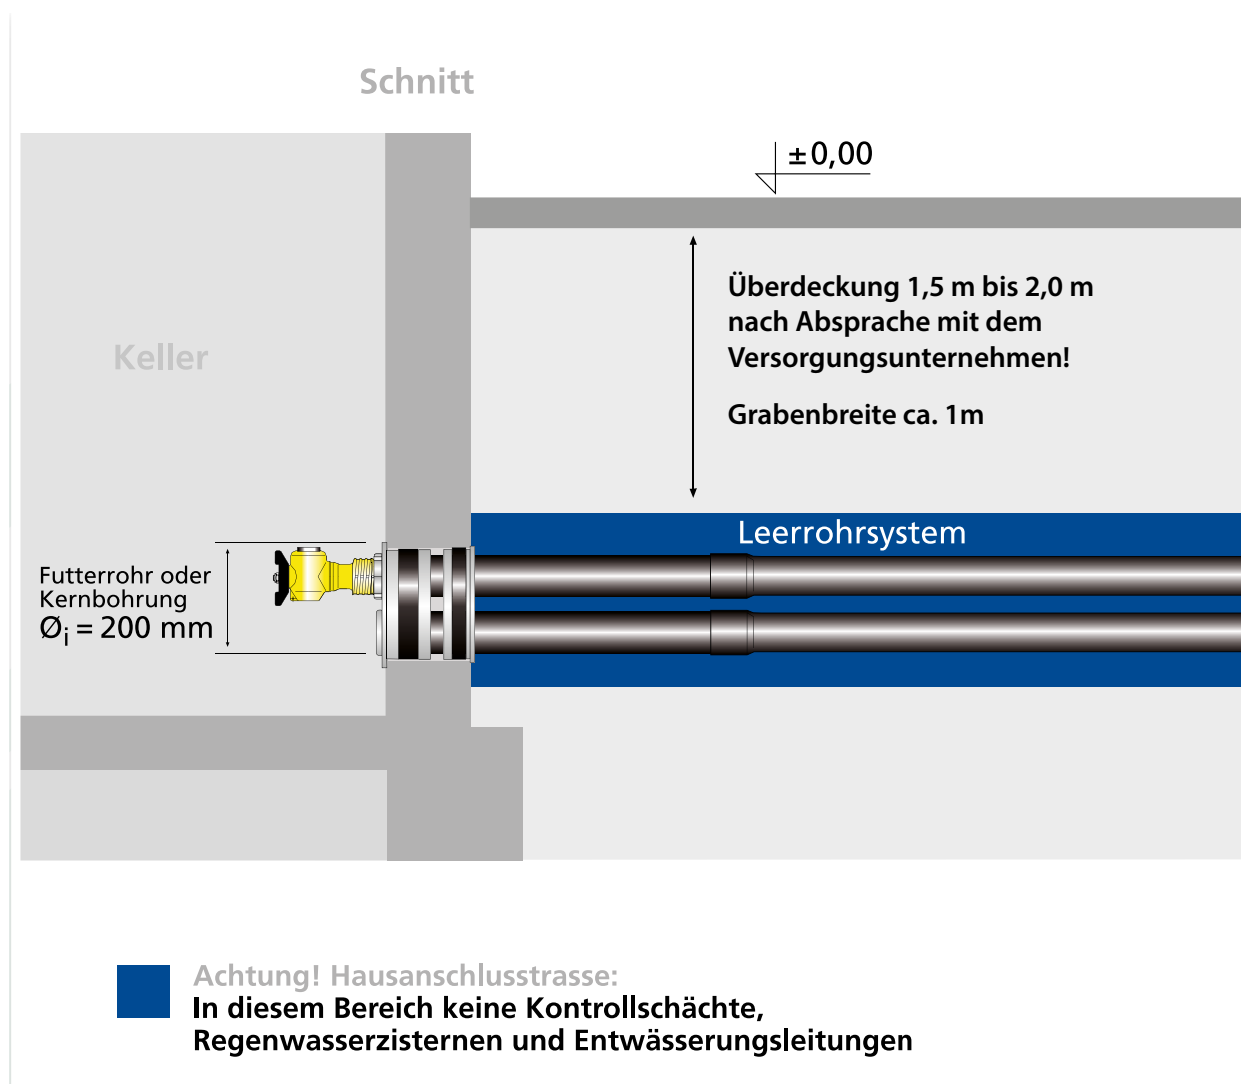 Schnitt
±0,00
Überdeckung 1,5 m bis 2,0 m
nach Absprache mit dem
Versorgungsunternehmen!
Grabenbreite ca. 1m
Keller
Leerrohrsystem
Futterrohr oder
Kernbohrung
Øi = 200 mm
Achtung! Hausanschlusstrasse:
In diesem Bereich keine Kontrollschächte,
Regenwasserzisternen und Entwässerungsleitungen